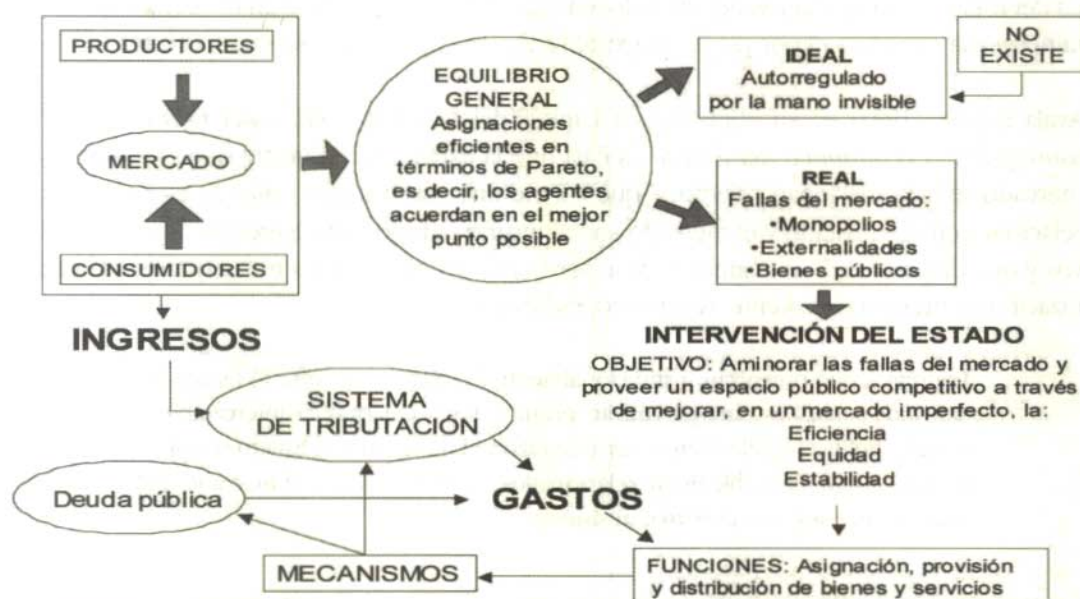 PRODUCTORES
MERCADO
CONSUMIDORES
EQUILIBRIO
GENERAL
Asignaciones
eficientes en
términos de Pareto,
es decir, los agentes
acuerdan en el mejor
punto posible
IDEAL
Autorregulado
por la mano invisible
NO
EXISTE
REAL
Fallas del mercado:
•Monopolios
•Externalidades
•Bienes públicos
INGRESOS
INTERVENCIÓN DEL ESTADO
OBJETIVO: Aminorar las fallas del mercado y
proveer un espacio público competitivo a través
de mejorar, en un mercado imperfecto, la:
Eficiencia
Equidad
Estabilidad
SISTEMA
DE TRIBUTACIÓN
Deuda pública
GASTOS
MECANISMOS
FUNCIONES: Asignación, provisión
y distribución de bienes y servicios